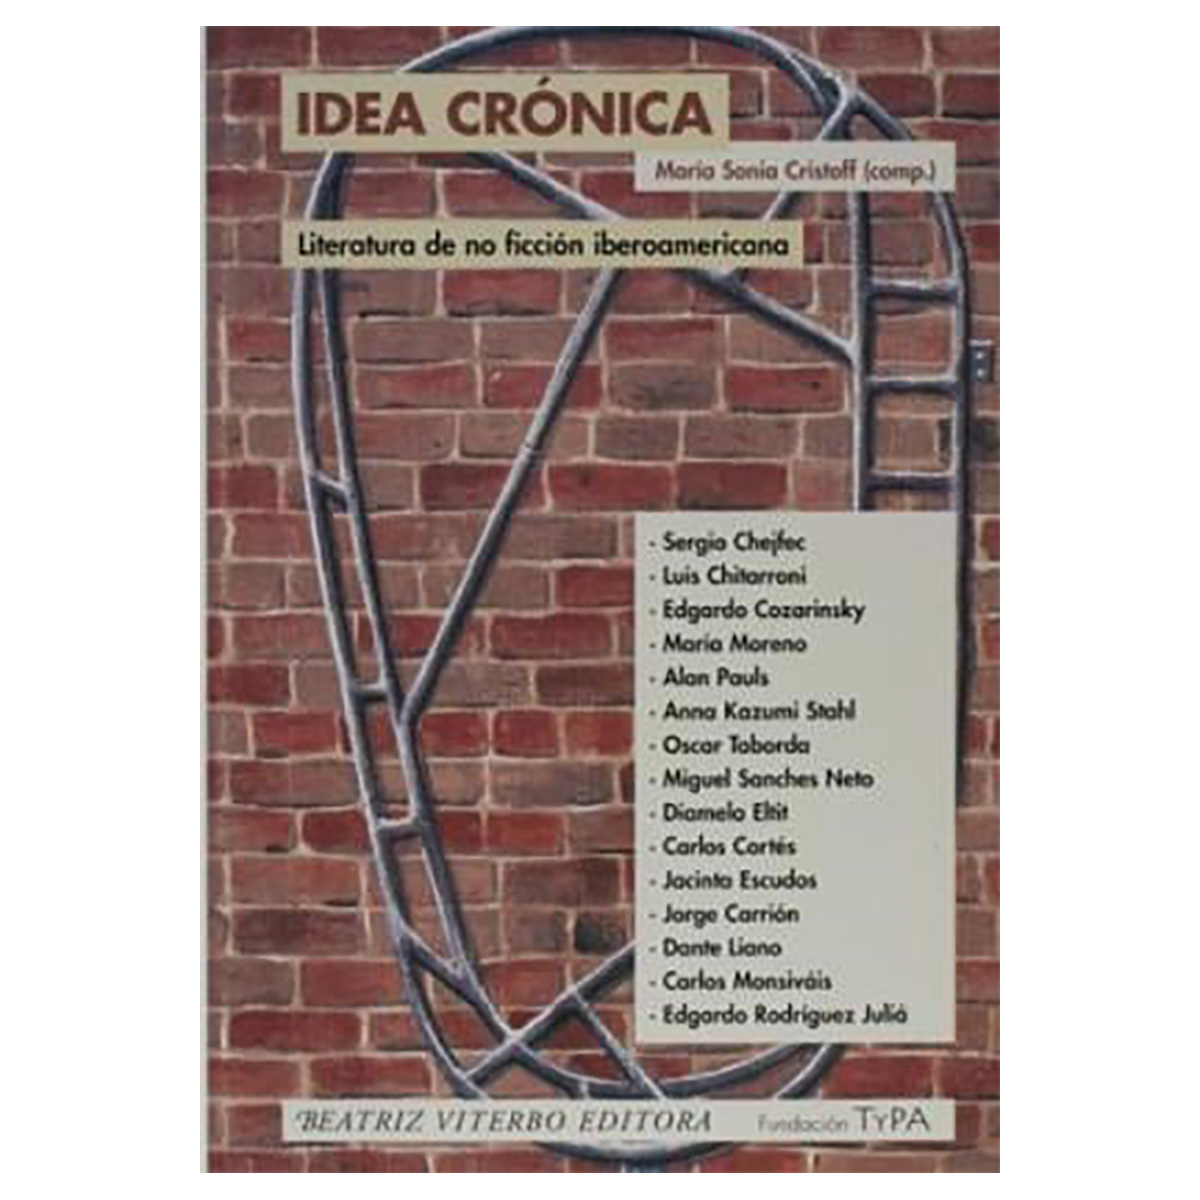 IDEA CRÓNICA
María Sonia Cristoff (comp.)
Literatura de no ficción iberoamericana
- Sergio Chejfec
- Luis Chitarroni
- Edgardo Cozarinsky
- María Moreno
- Alan Pauls
- Anna Kazumi Stahl
- Oscar Taborda
- Miguel Sanches Neto
- Diamela Eltit
- Carlos Cortés
- Jacinta Escudos
- Jorge Carrión
- Dante Liano
- Carlos Monsiváis
- Edgardo Rodríguez Juliá
BEATRIZ VITERBO EDITORA
Fundación TyPA